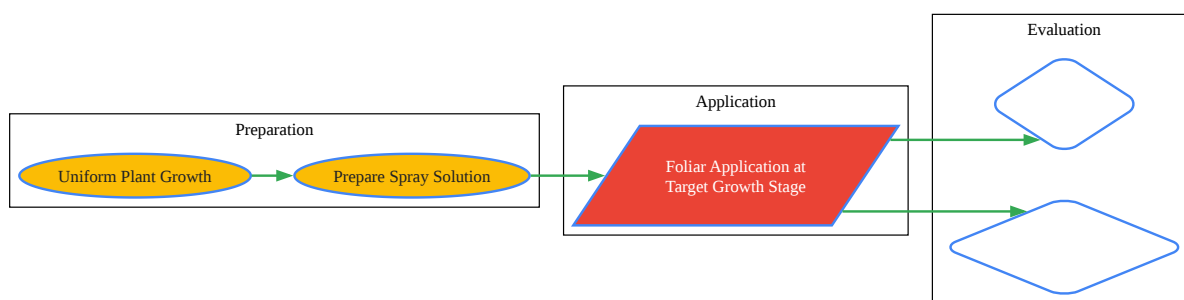 Preparation
Uniform Plant Growth
Prepare Spray Solution
Application
Foliar Application at
Target Growth Stage
Evaluation